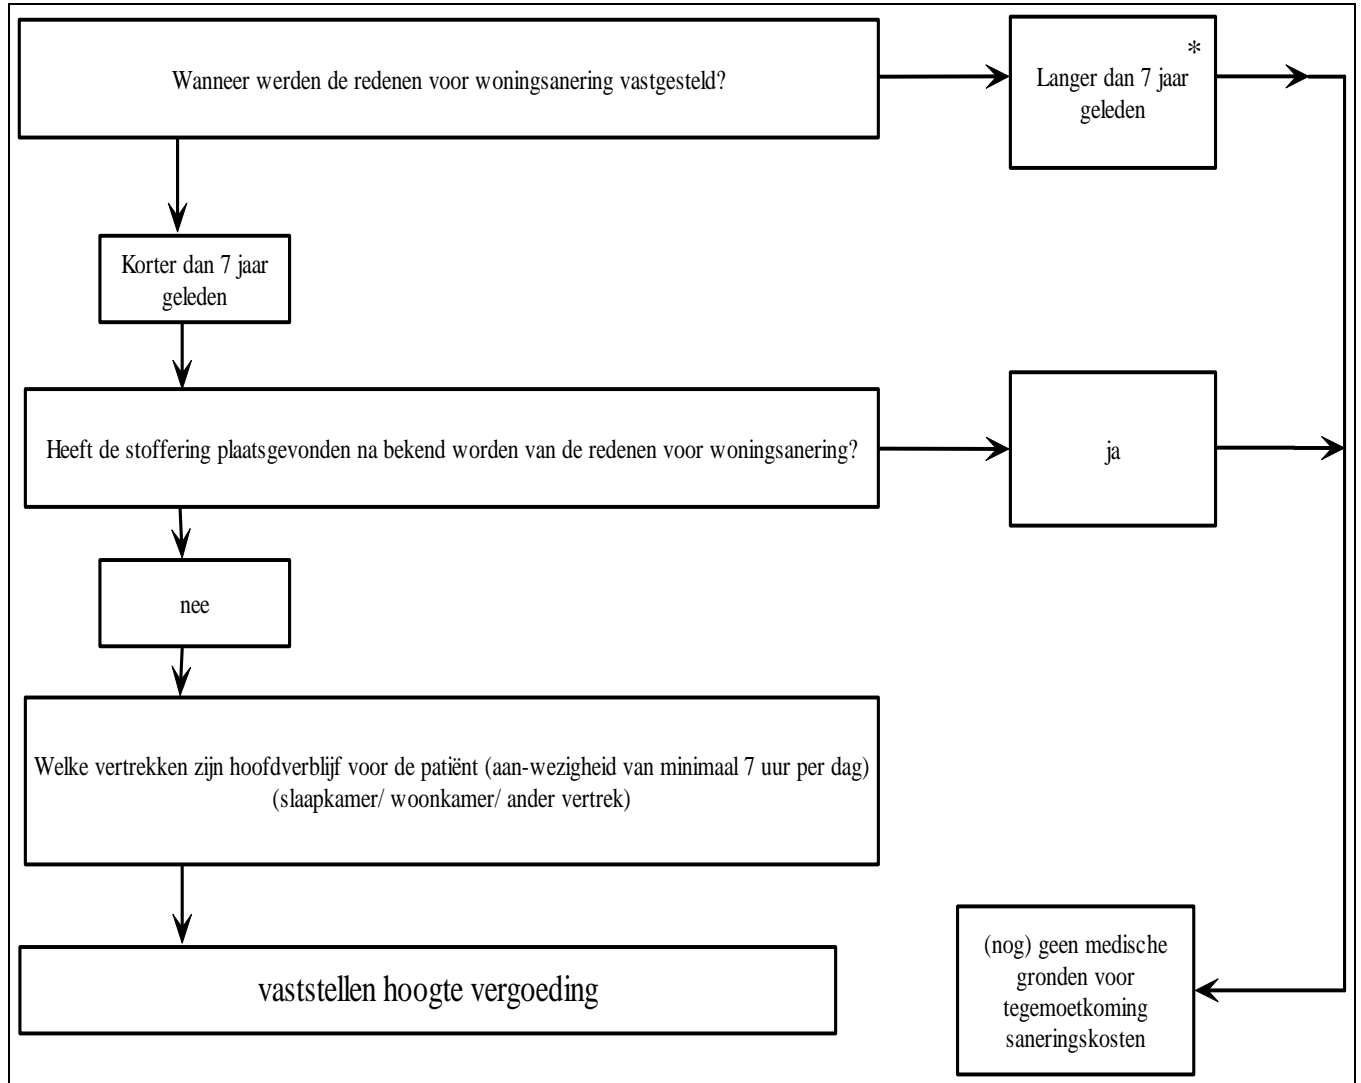 Wanneer werden de redenen voor woningsanering vastgesteld?
*
Langer dan 7 jaar
geleden
Korter dan 7 jaar
geleden
Heeft de stoffering plaatsgevonden na bekend worden van de redenen voor woningsanering?
ja
nee
Welke vertrekken zijn hoofdverblijf voor de patiënt (aan-wezigheid van minimaal 7 uur per dag)
(slaapkamer/ woonkamer/ ander vertrek)
vaststellen hoogte vergoeding
(nog) geen medische
gronden voor
tegemoetkoming
saneringskosten